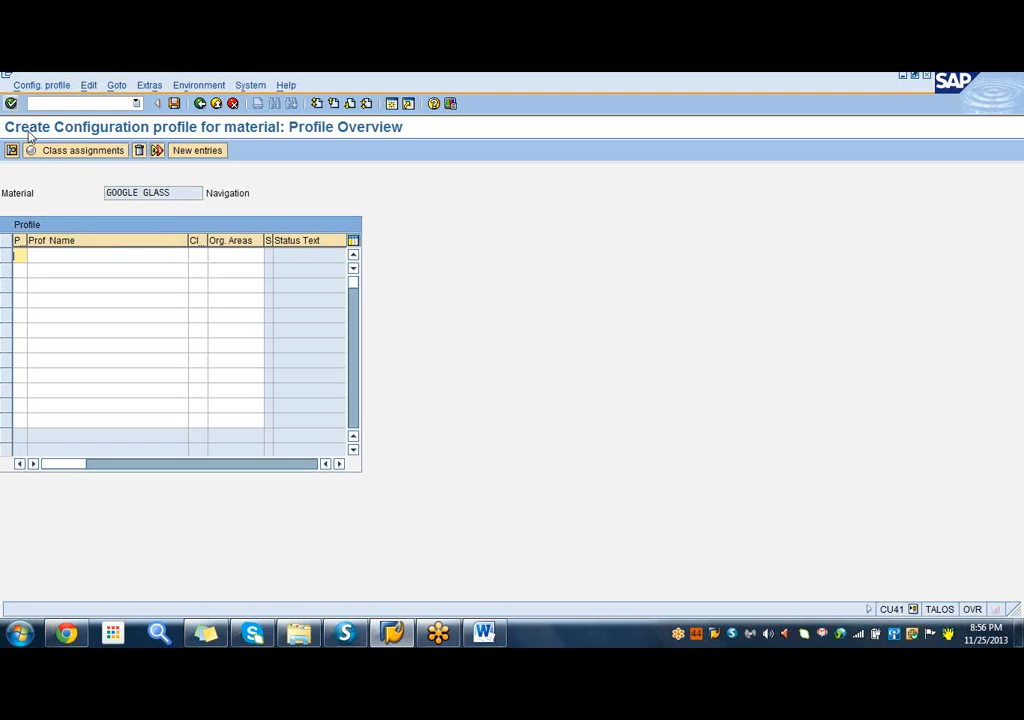 Config. profile Edit Goto Extras Environment System Help
SAP
Create Configuration profile for material: Profile Overview
Class assignments New entries
Material GOOGLE GLASS Navigation
Profile
P... Prof Name Cl... Org. Areas S Status Text
CU41 TALOS OVR
44 8:56 PM
11/25/2013